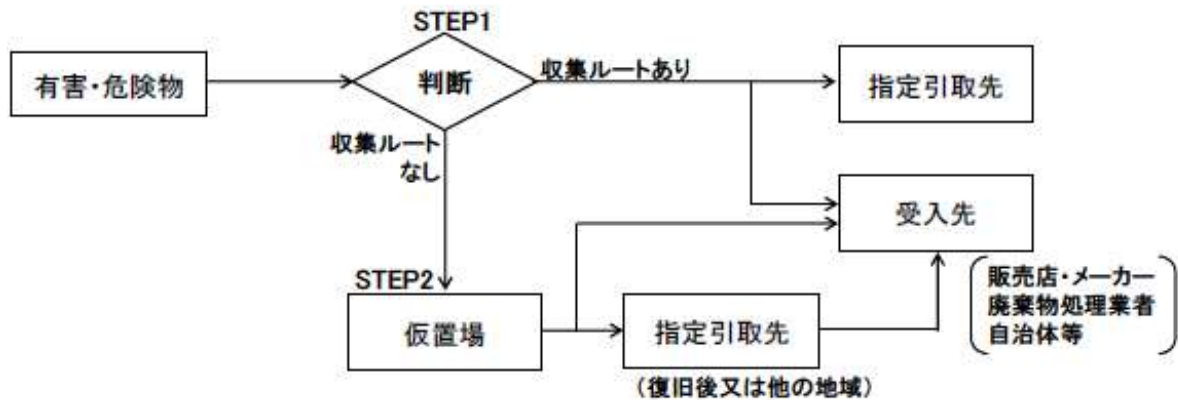 STEP1
有害・危険物
判断
収集ルートあり
指定引取先
収集ルート
なし
受入先
STEP2
仮置場
指定引取先
(復旧後又は他の地域)
販売店・メーカー
廃棄物処理業者
自治体等